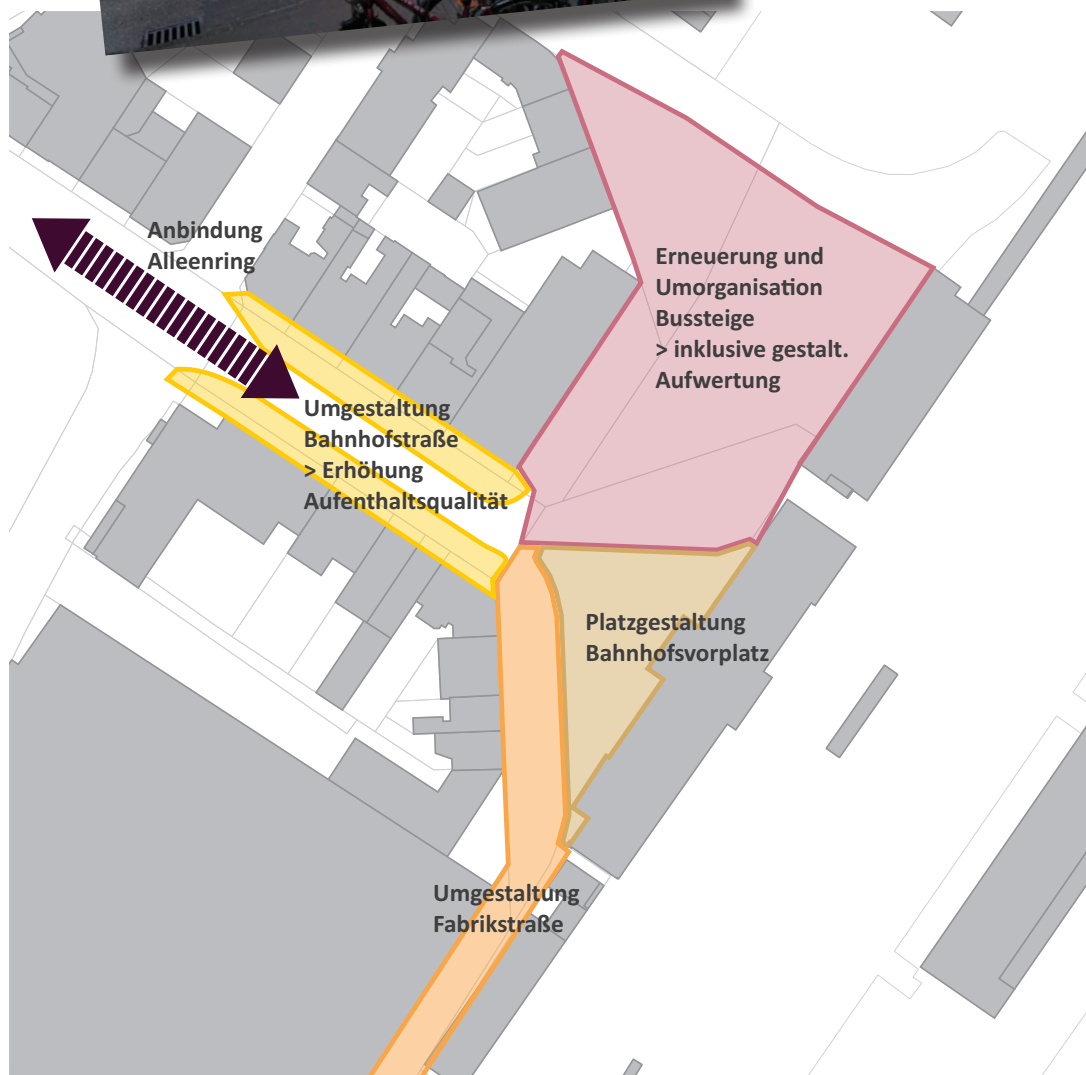 Anbindung
Alleenring
Erneuerung und
Umorganisation
Bussteige
> inklusive gestalt.
Aufwertung
Umgestaltung
Bahnhofstraße
> Erhöhung
Aufenthaltsqualität
Platzgestaltung
Bahnhofsvorplatz
Umgestaltung
Fabrikstraße